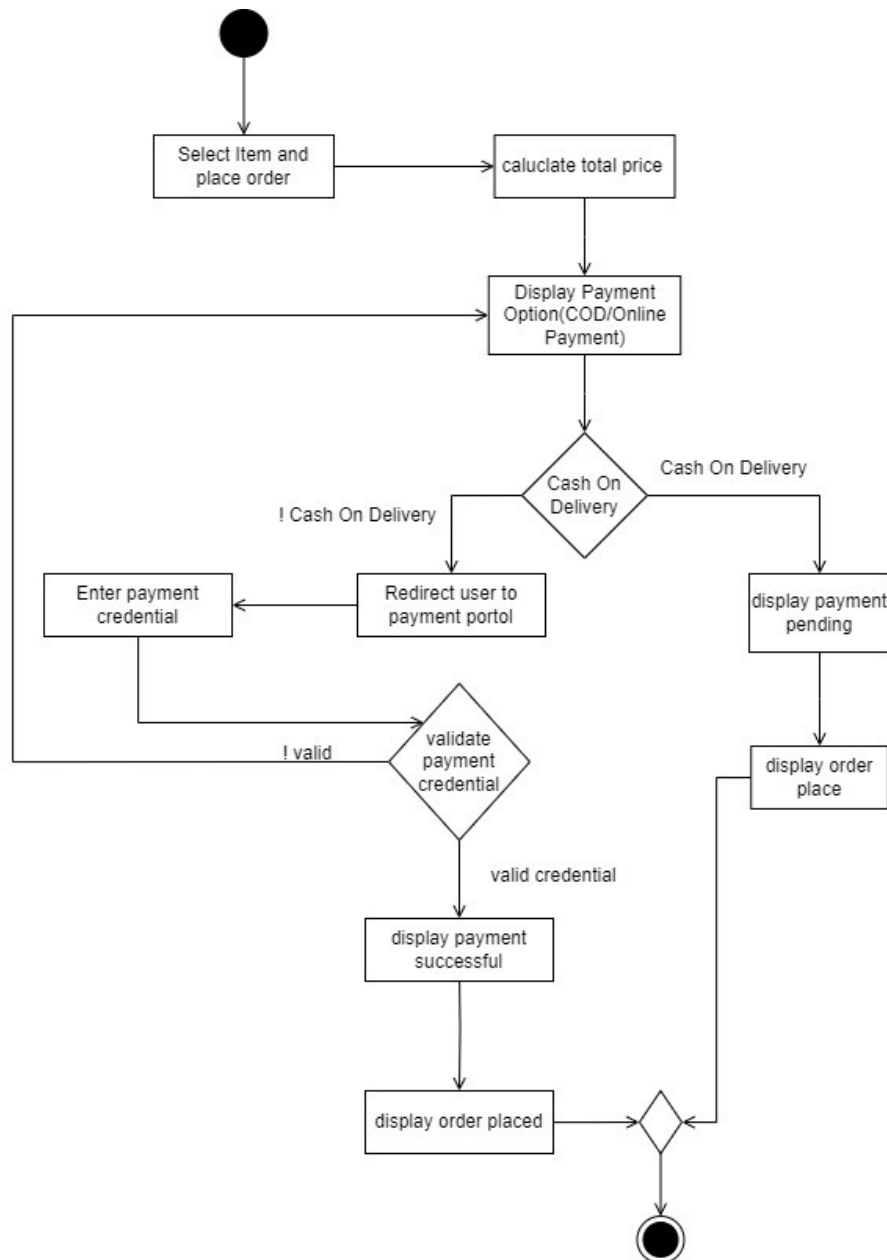 Select Item and
place order
caluclate total price
Display Payment
Option(COD/Online
Payment)
Cash On
Delivery
Cash On Delivery
! Cash On Delivery
Enter payment
credential
Redirect user to
payment portol
display payment
pending
validate
payment
credential
! valid
display order
place
valid credential
display payment
successful
display order placed